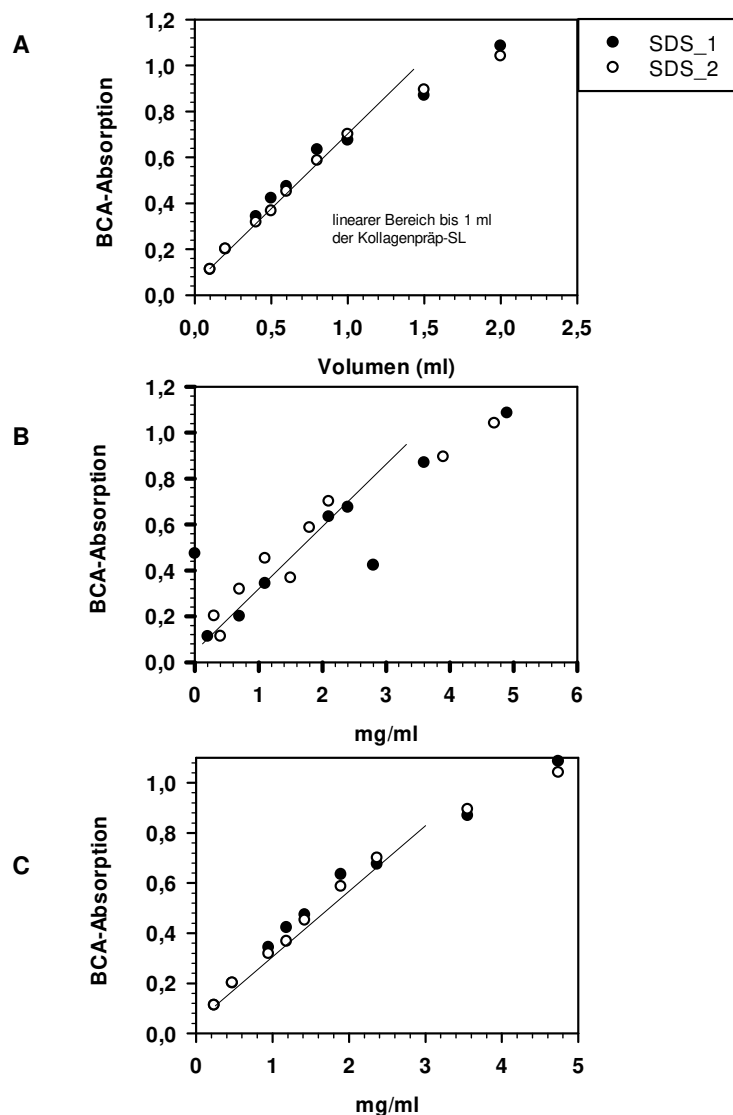 A
SDS_1
SDS_2
BCA-Absorption
1,2
1,0
0,8
0,6
0,4
0,2
0,0
linearer Bereich bis 1 ml
der Kollagenpräp-SL
0,0 0,5 1,0 1,5 2,0 2,5
Volumen (ml)
B
BCA-Absorption
1,2
1,0
0,8
0,6
0,4
0,2
0,0
0 1 2 3 4 5 6
mg/ml
C
BCA-Absorption
1,0
0,8
0,6
0,4
0,2
0,0
0 1 2 3 4 5
mg/ml